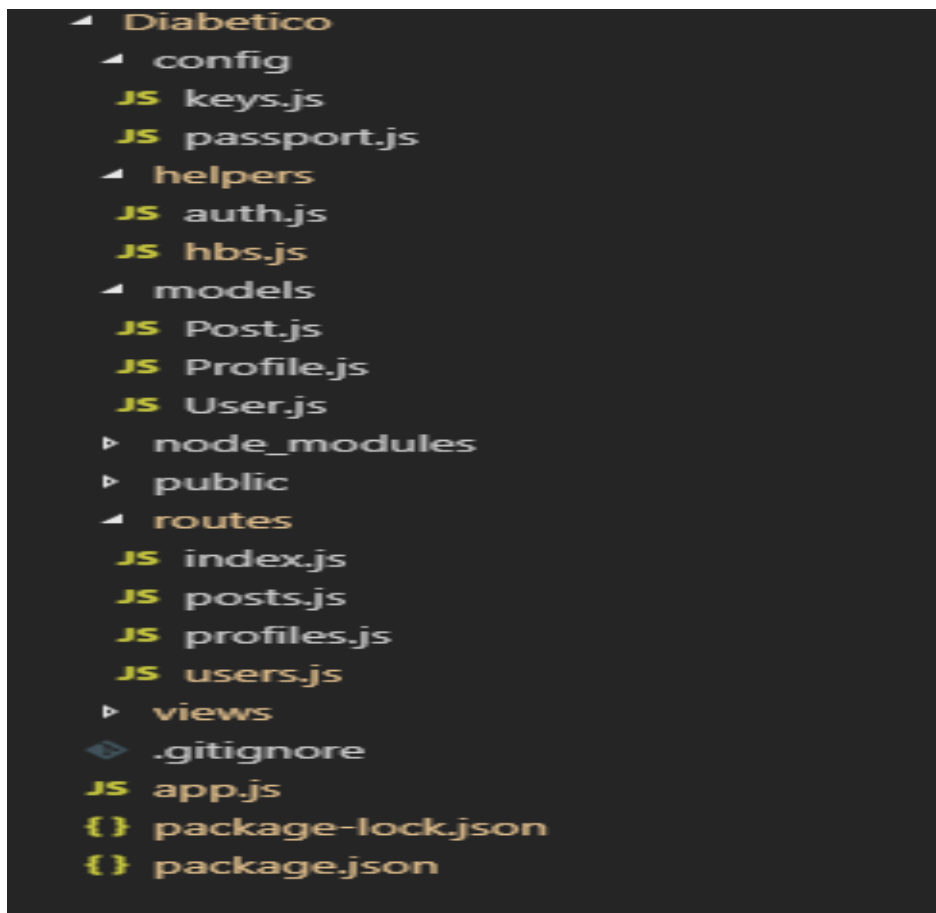 Diabetico
config
JS keys.js
JS passport.js
helpers
JS auth.js
JS hbs.js
models
JS Post.js
JS Profile.js
JS User.js
node_modules
public
routes
JS index.js
JS posts.js
JS profiles.js
JS users.js
views
.gitignore
JS app.js
{} package-lock.json
{} package.json